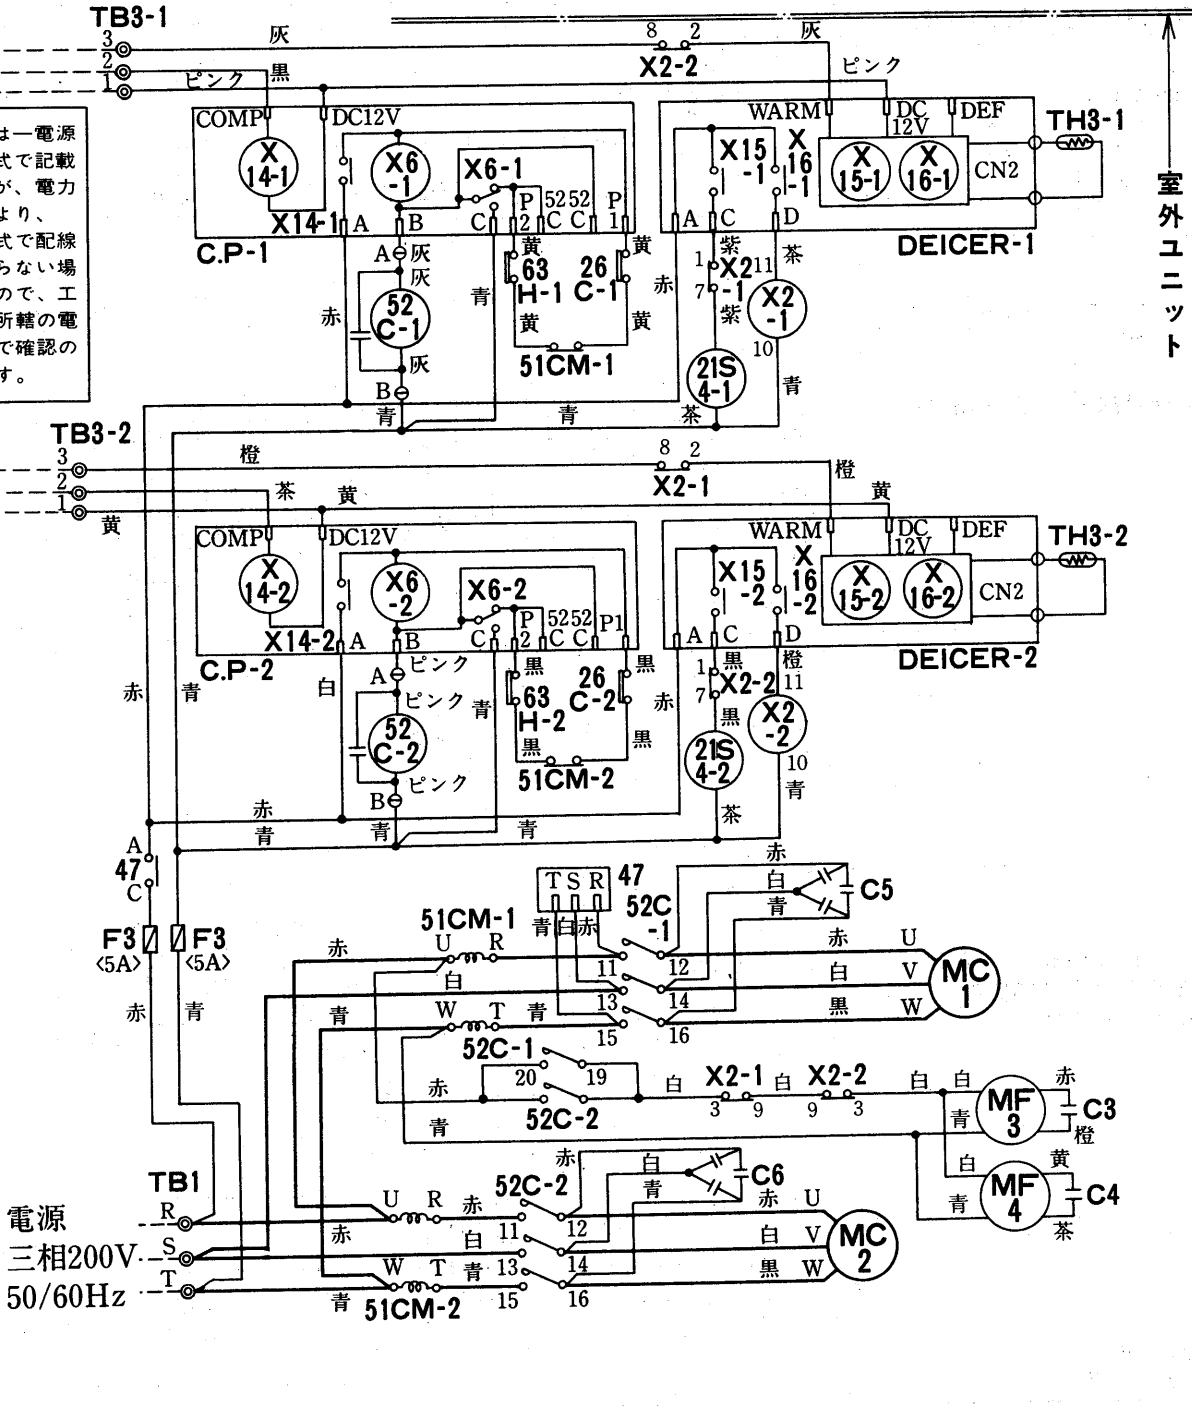 TB3-1
3 灰 8 2 灰
X2-2
2 黒
1 ピンク ピンク
COMP DC12V
X
14-1
X6
-1
X6-1
X14-1 A B C P 2 52 C 52 C P 1
C.P-1
WARM DC 12V DEF
X15
-1
X
16
-1
X
15-1
X
16-1
CN2
TH3-1
A C D
DEICER-1
室外ユニット
は一電源
式で記載
が、電力
より、
式で配線
らない場
ので、工
所轄の電
で確認の
す。
A 灰
灰
52
C-1
灰
B
赤 青 青
黄 黄
63
H-1
26
C-1
黄 黄
51CM-1
赤
紫 茶
1 X2
-1
7 11
紫
X2
-1
10
21S
4-1
茶 青
青
TB3-2
3 橙 8 2 橙
X2-1
2 茶
1 黄 黄 黄
COMP DC12V
X
14-2
X6
-2
X6-2
X14-2 A B C P 2 52 C 52 C P1
C.P-2
WARM DC 12V DEF
X15
-2
X
16
-2
X
15-2
X
16-2
CN2
TH3-2
A C D
DEICER-2
A ピンク
ピンク
52
C-2
ピンク
B
赤 青 白 青
黒 黒
63
H-2
26
C-2
黒 黒
51CM-2
赤
黒 橙
1 X2-2 11
7
黒
X2
-2
10
21S
4-2
茶 青
赤
青 青 青
A
47
C
F3
<5A>
F3
<5A>
赤 青
T S R 47
青 白 赤
52C
-1
赤
白
青
C5
51CM-1
赤 U R 11 12 赤 U
白 13 14 白 V
青 W T 青 15 16 黒 W
MC
1
52C-1
20 19
赤
52C-2
白 X2-1 白 X2-2 白 白
3 9 9 3
青
MF
3
赤
C3
橙
青
白
青
MF
4
黄
C4
茶
TB1
電源
三相200V
50/60Hz
R
S
T
52C-2
赤
白
青
C6
U R 赤 11 12 赤 U
赤 白 13 14 白 V
W T 青 15 16 黒 W
青 51CM-2
MC
2